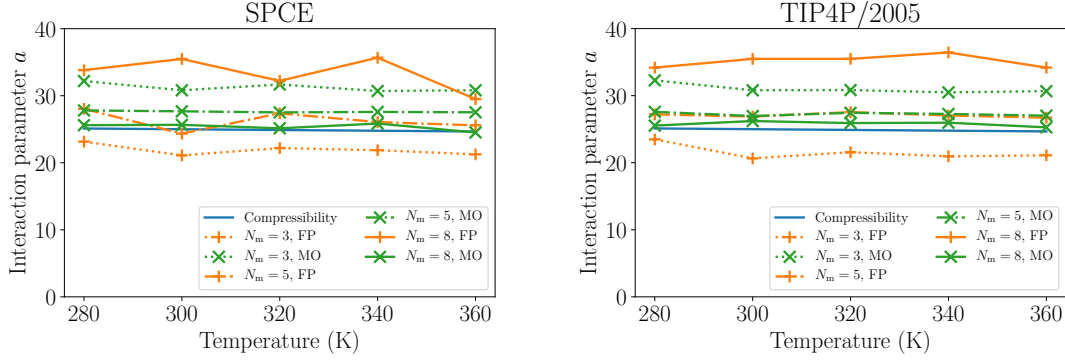 SPCE
Interaction parameter a
40
30
20
10
0
Compressibility
N_m = 3, FP
N_m = 3, MO
N_m = 5, FP
N_m = 5, MO
N_m = 8, FP
N_m = 8, MO
280 300 320 340 360
Temperature (K)
TIP4P/2005
Interaction parameter a
40
30
20
10
0
Compressibility
N_m = 3, FP
N_m = 3, MO
N_m = 5, FP
N_m = 5, MO
N_m = 8, FP
N_m = 8, MO
280 300 320 340 360
Temperature (K)